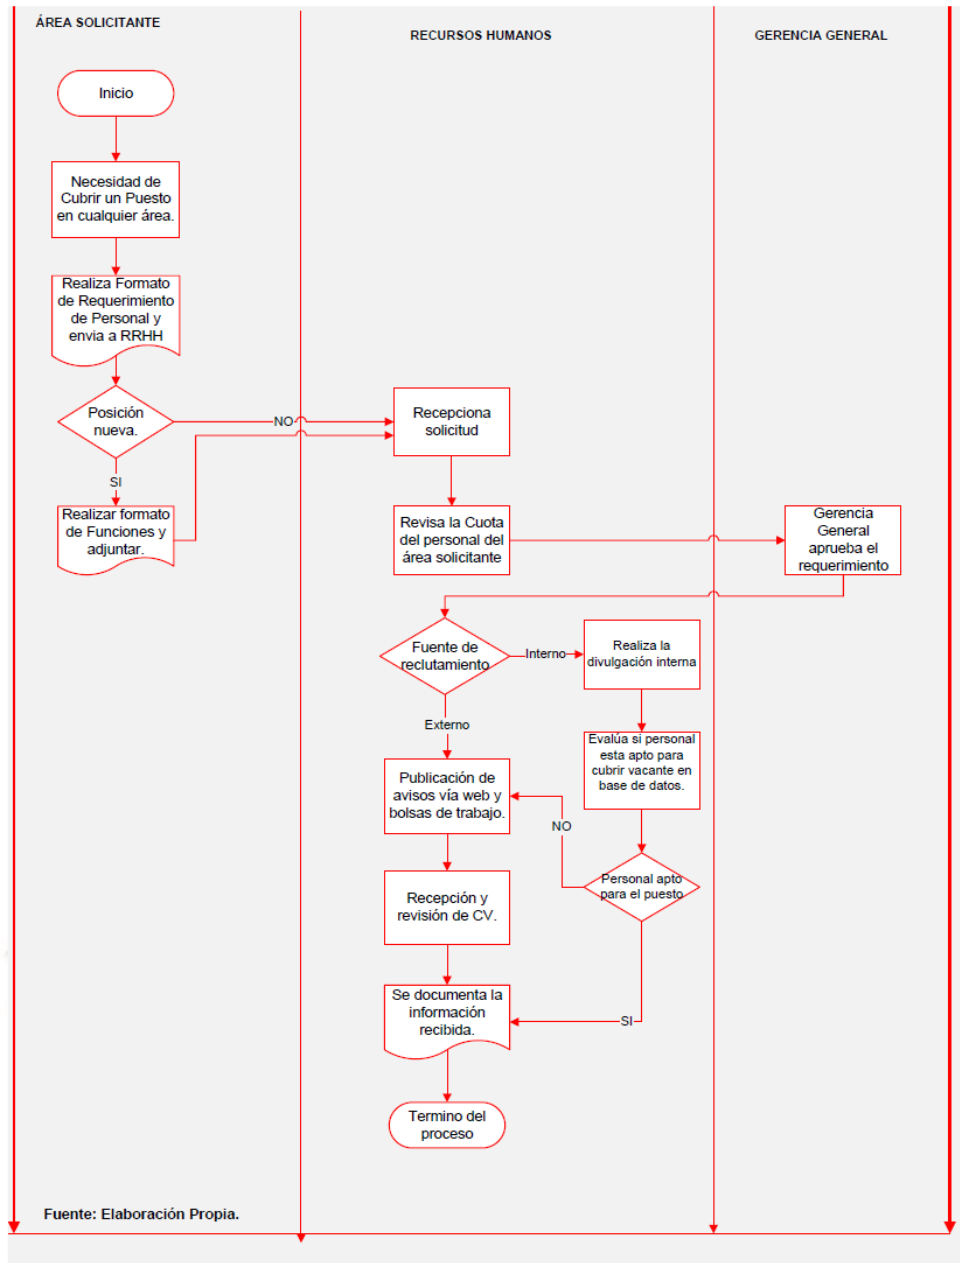 ÁREA SOLICITANTE
RECURSOS HUMANOS
GERENCIA GENERAL
Inicio
Necesidad de
Cubrir un Puesto
en cualquier área.
Realiza Formato
de Requerimiento
de Personal y
envia a RRHH
Posición
nueva.
NO
SI
Realizar formato
de Funciones y
adjuntar.
Recepciona
solicitud
Revisa la Cuota
del personal del
área solicitante
Gerencia
General
aprueba el
requerimiento
Fuente de
reclutamiento
Interno
Realiza la
divulgación interna
Externo
Evalúa si personal
esta apto para
cubrir vacante en
base de datos.
Publicación de
avisos vía web y
bolsas de trabajo.
NO
Personal apto
para el puesto
Recepción y
revisión de CV.
Se documenta la
información
recibida.
SI
Termino del
proceso
Fuente: Elaboración Propia.